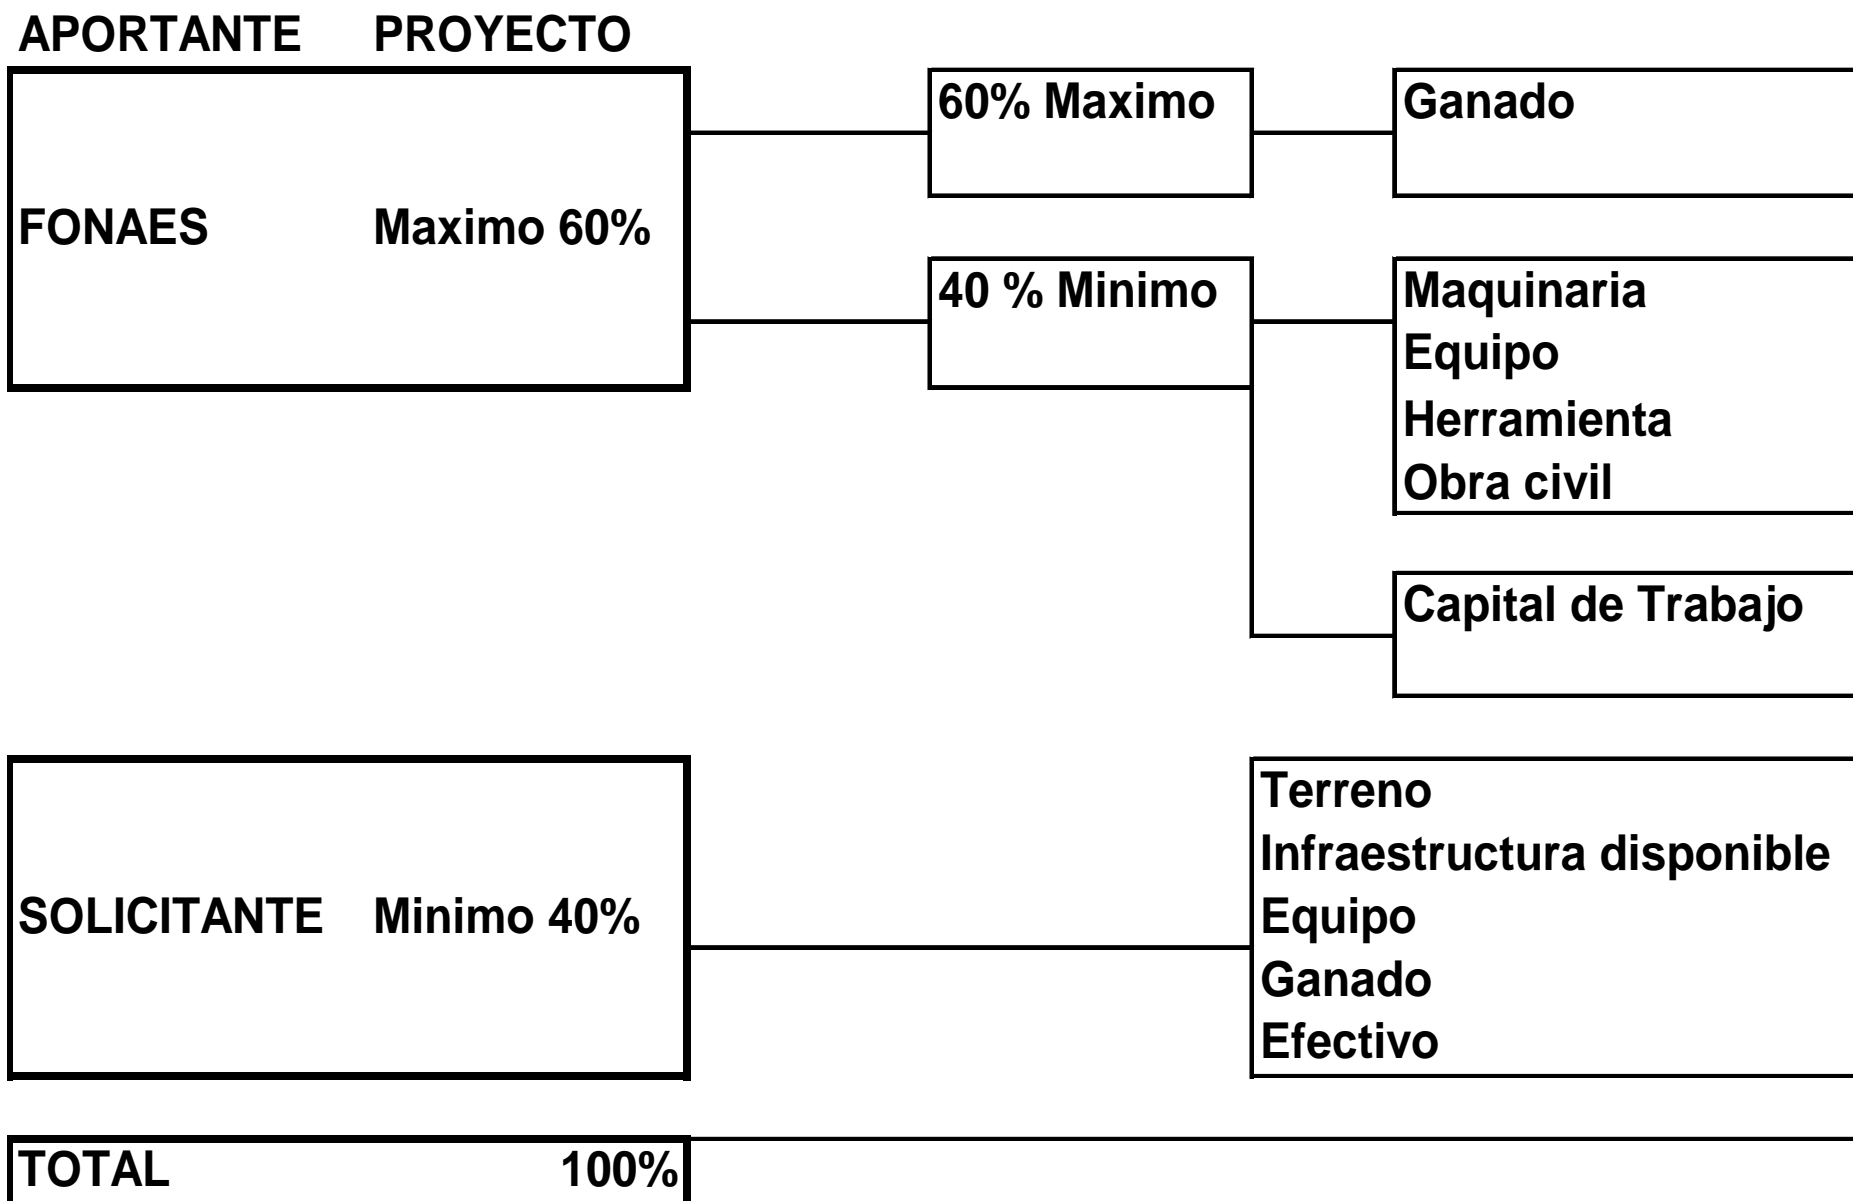 APORTANTE PROYECTO
60% Maximo Ganado
FONAES Maximo 60%
40 % Minimo Maquinaria
Equipo
Herramienta
Obra civil
Capital de Trabajo
Terreno
Infraestructura disponible
SOLICITANTE Minimo 40% Equipo
Ganado
Efectivo
TOTAL 100%